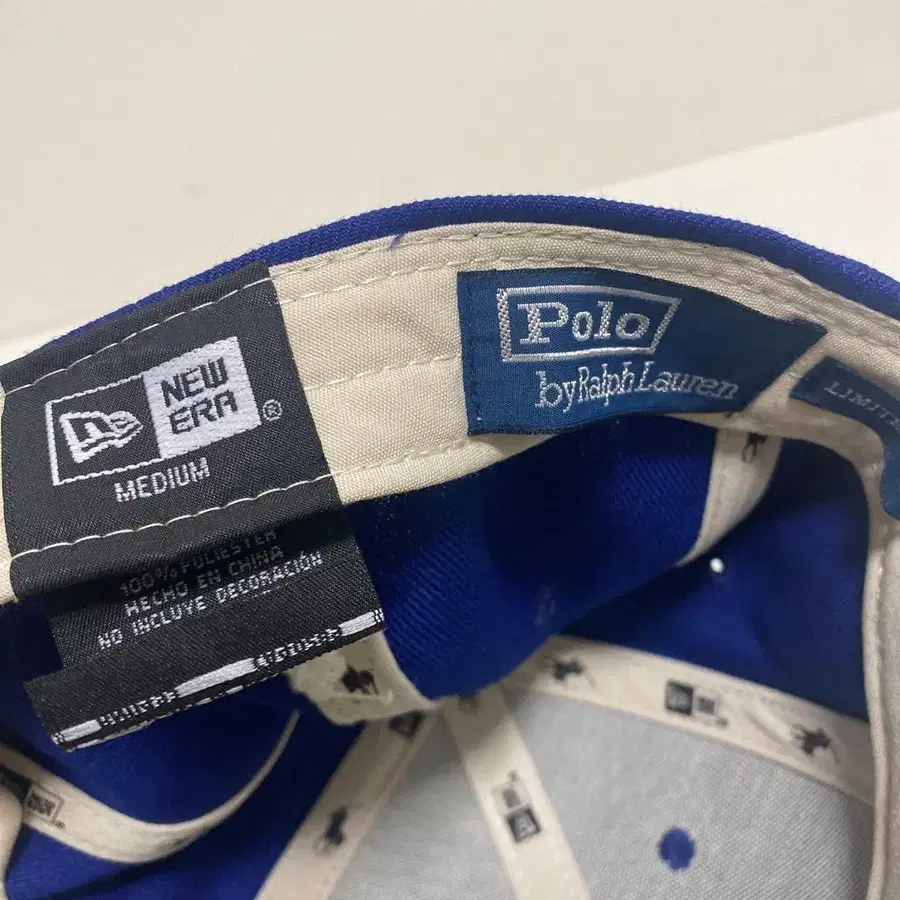 NEW
ERA
®
MEDIUM
100% POLIESTER
HECHO EN CHINA
NO INCLUYE DECORACIÓN
Polo
by Ralph Lauren